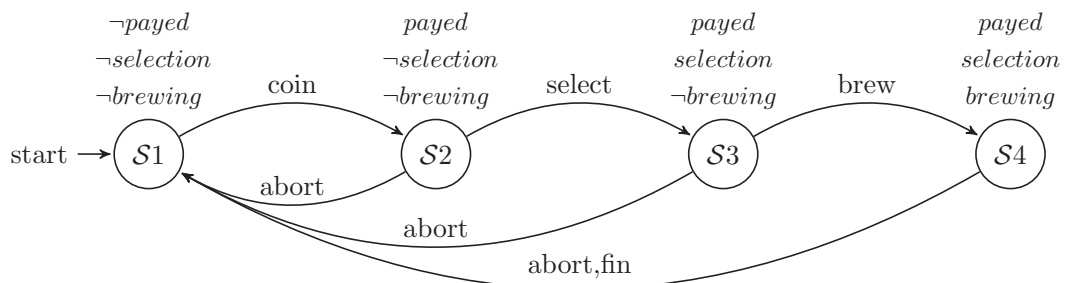 ¬payed payed payed payed
¬selection ¬selection selection selection
¬brewing ¬brewing ¬brewing brewing
coin select brew
start S1 S2 S3 S4
abort
abort
abort,fin